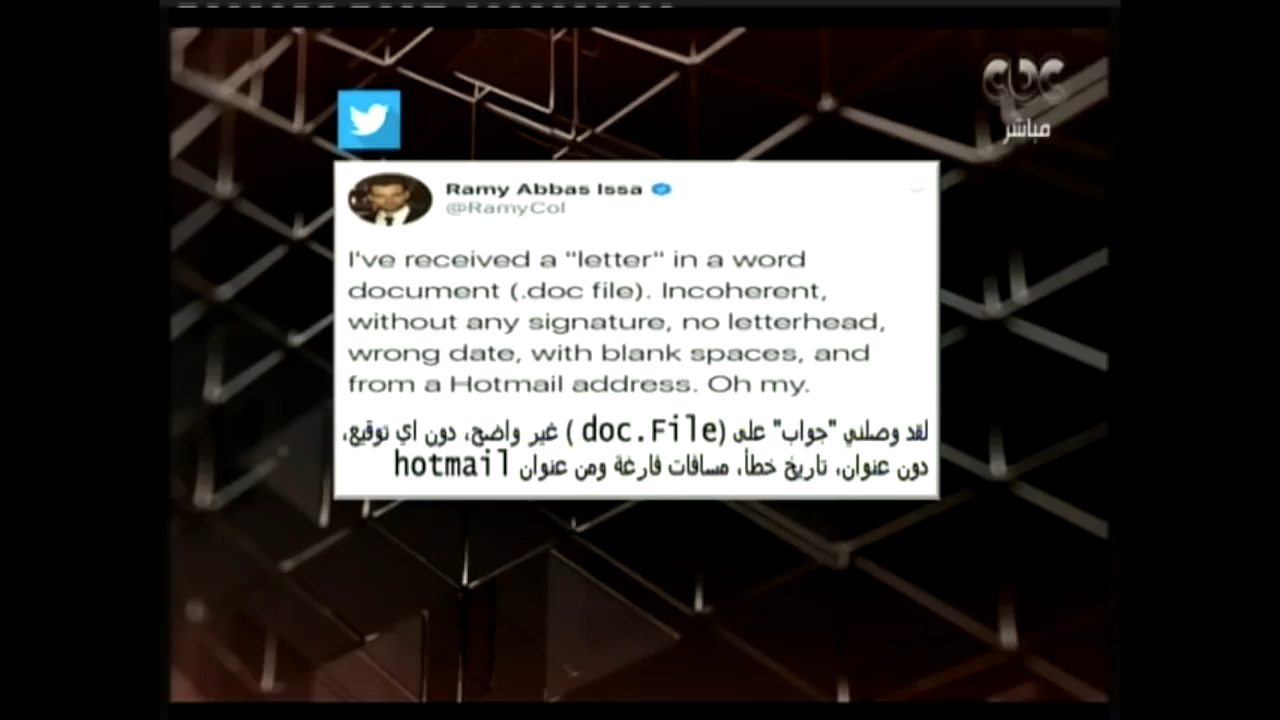 cbc
مباشر
Ramy Abbas Issa
@RamyCol
I've received a "letter" in a word
document (.doc file). Incoherent,
without any signature, no letterhead,
wrong date, with blank spaces, and
from a Hotmail address. Oh my.
لقد وصلني "جواب" على (doc.File ) غير واضح، دون اي توقيع،
دون عنوان، تاريخ خطأ، مسافات فارغة ومن عنوان hotmail